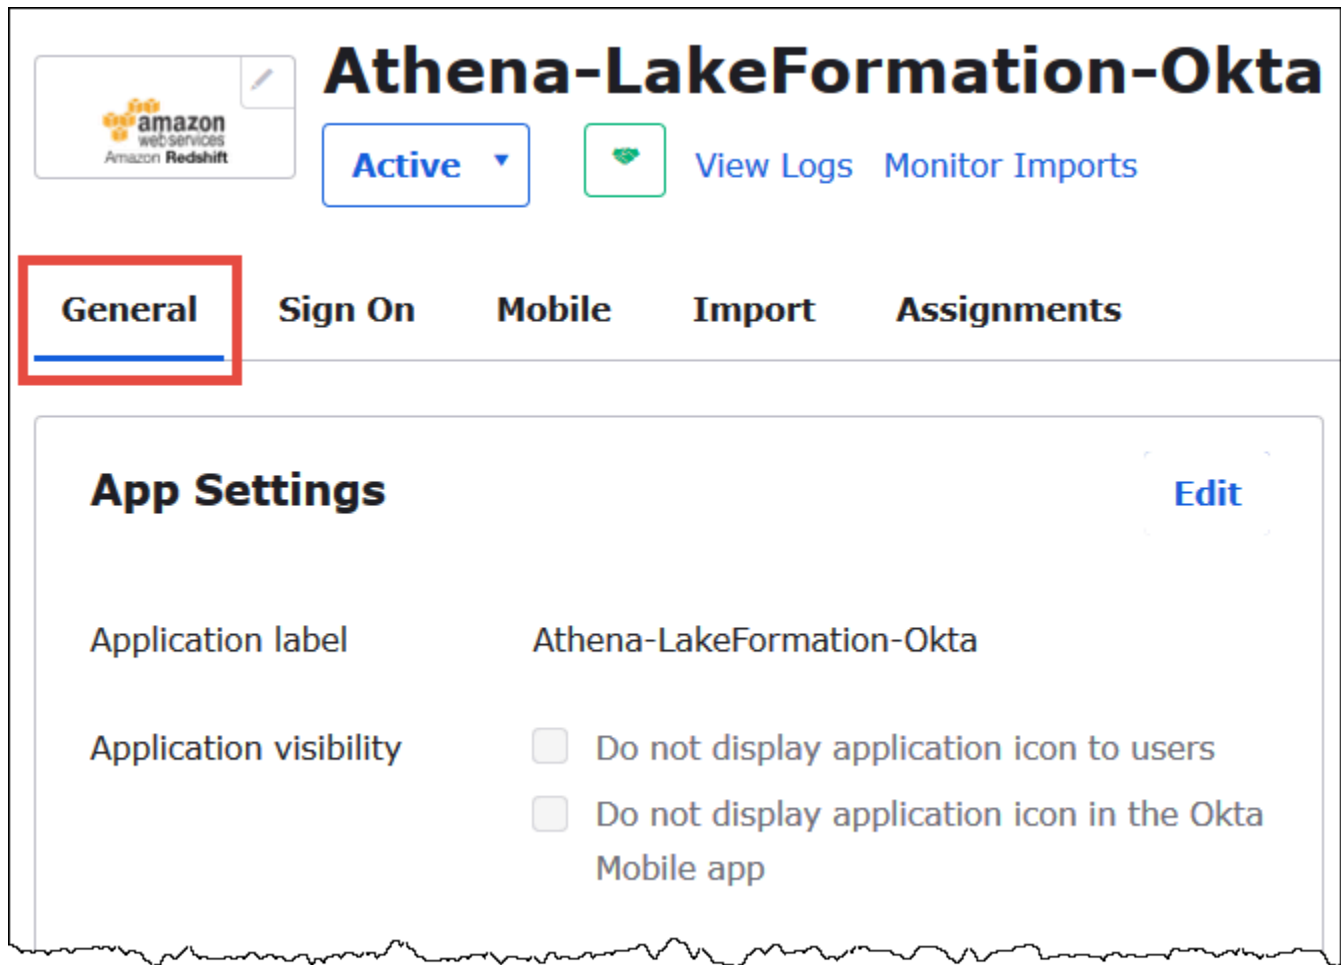 Athena-LakeFormation-Okta
amazon
webservices
Amazon Redshift
Active
View Logs
Monitor Imports
General
Sign On
Mobile
Import
Assignments
App Settings
Edit
Application label
Athena-LakeFormation-Okta
Application visibility
Do not display application icon to users
Do not display application icon in the Okta
Mobile app